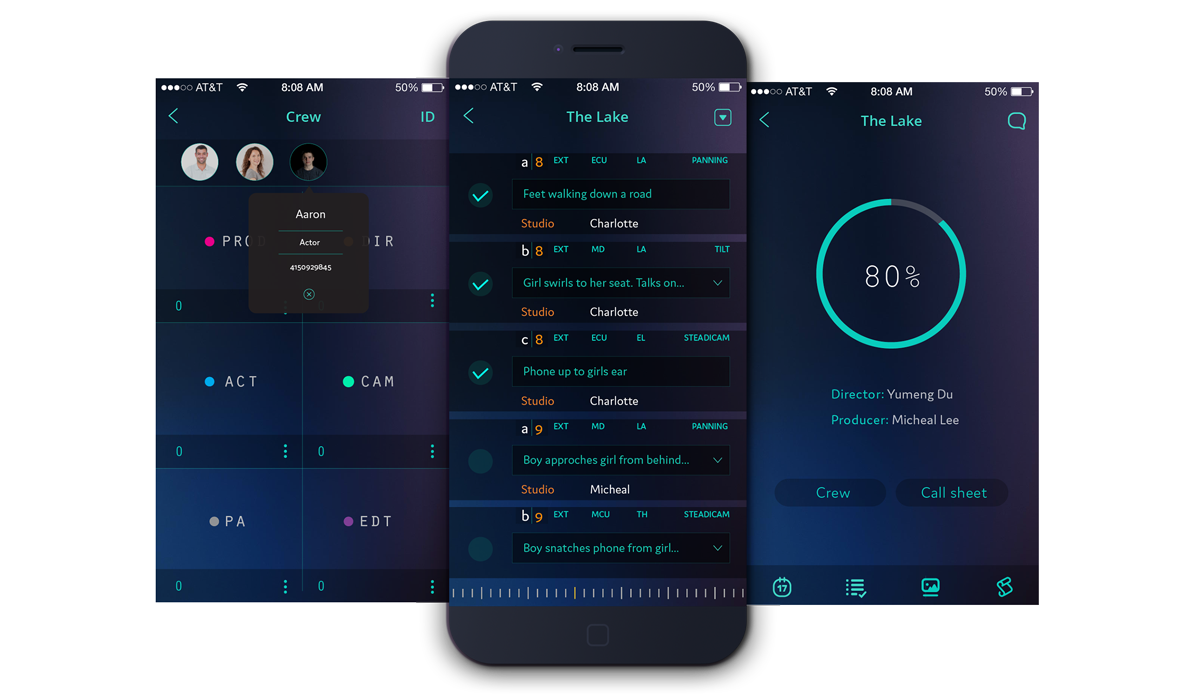 AT&T 8:08 AM 50%
Crew ID
Aaron
Actor
4150929845
PROD DIR
0
ACT CAM
0 0
PA EDT
0 0
AT&T 8:08 AM 50%
The Lake
a 8 EXT ECU LA PANNING
Feet walking down a road
Studio Charlotte
b 8 EXT MD LA TILT
Girl swirls to her seat. Talks on...
Studio Charlotte
c 8 EXT ECU EL STEADICAM
Phone up to girls ear
Studio Charlotte
a 9 EXT MD LA PANNING
Boy approches girl from behind...
Studio Micheal
b 9 EXT MCU TH STEADICAM
Boy snatches phone from girl...
AT&T 8:08 AM 50%
The Lake
80%
Director: Yumeng Du
Producer: Micheal Lee
Crew Call sheet
17